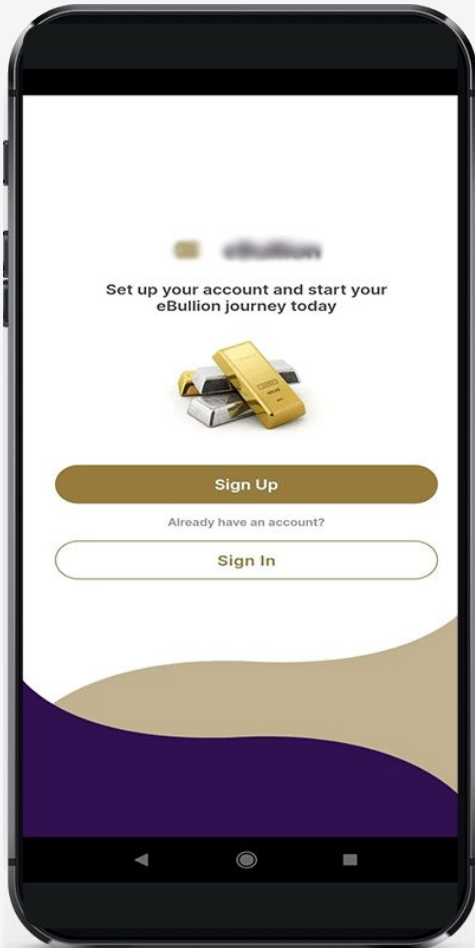 Set up your account and start your
eBullion journey today
Sign Up
Already have an account?
Sign In